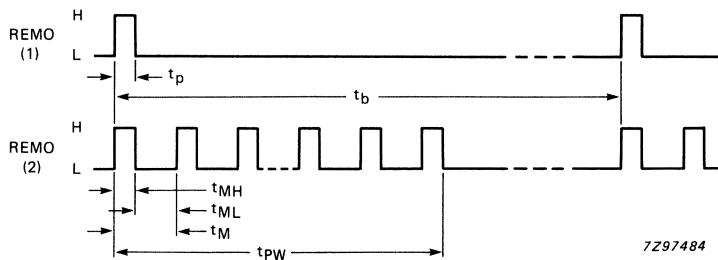 REMO
(1)
H
L
tp
tb
REMO
(2)
H
L
tMH
tML
tM
tPW
7Z97484